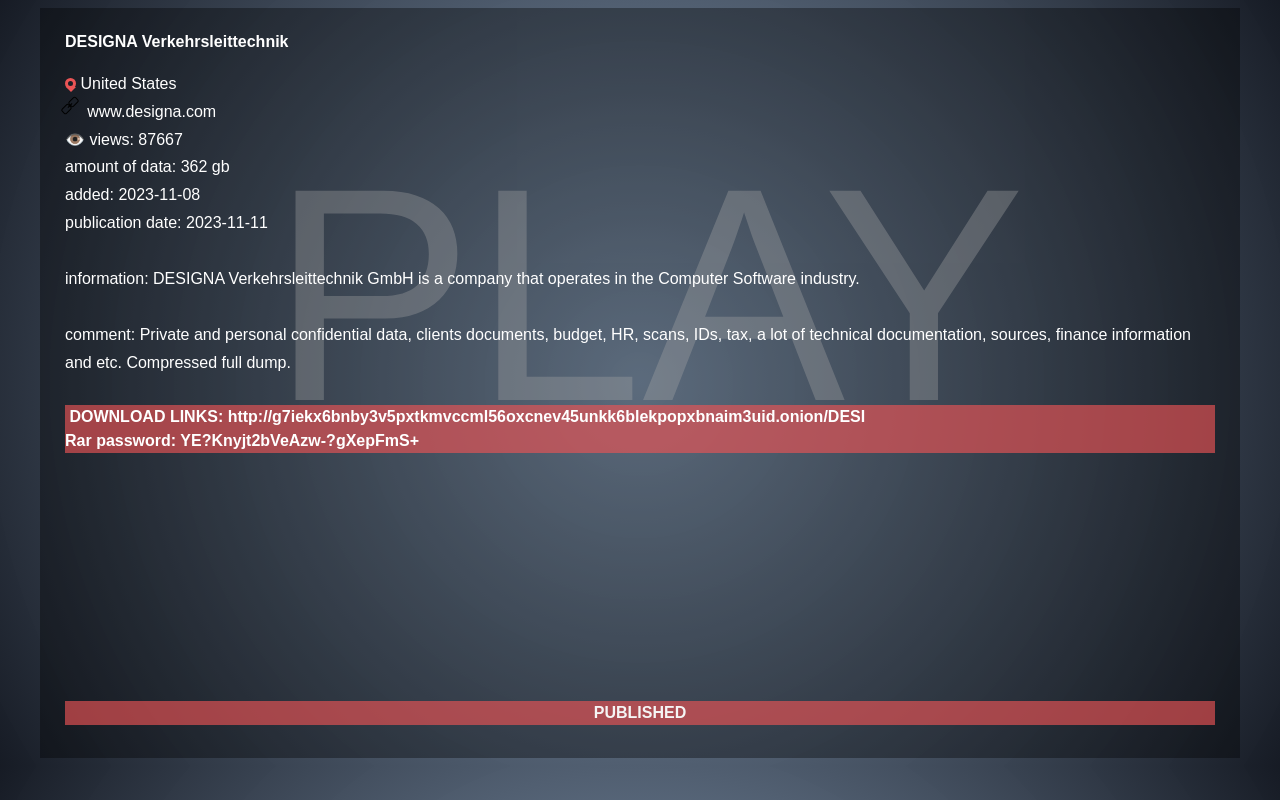 DESIGNA Verkehrsleittechnik
United States
www.designa.com
views: 87667
amount of data: 362 gb
added: 2023-11-08
publication date: 2023-11-11
PLAY
information: DESIGNA Verkehrsleittechnik GmbH is a company that operates in the Computer Software industry.
comment: Private and personal confidential data, clients documents, budget, HR, scans, IDs, tax, a lot of technical documentation, sources, finance information
and etc. Compressed full dump.
DOWNLOAD LINKS: http://g7iekx6bnby3v5pxtkmvccml56oxcnev45unkk6blekpopxbnaim3uid.onion/DESI
Rar password: YE?Knyjt2bVeAzw-?gXepFmS+
PUBLISHED